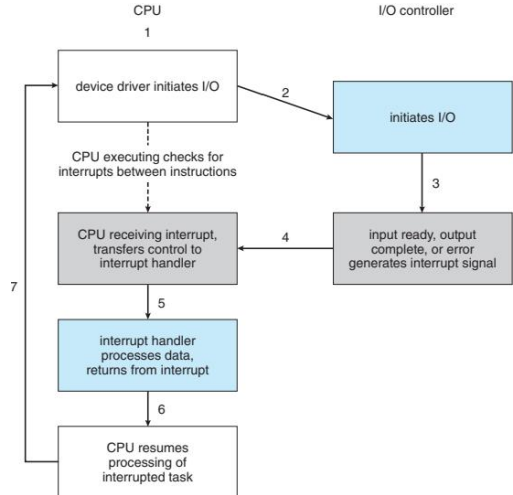 CPU
I/O controller
1
device driver initiates I/O
2
initiates I/O
CPU executing checks for
interrupts between instructions
3
CPU receiving interrupt,
transfers control to
interrupt handler
4
input ready, output
complete, or error
generates interrupt signal
7
5
interrupt handler
processes data,
returns from interrupt
6
CPU resumes
processing of
interrupted task